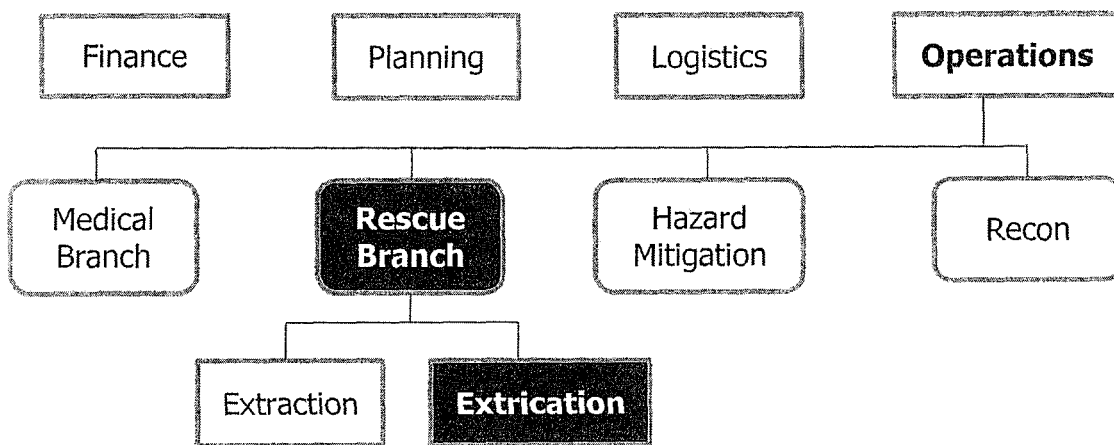 Finance
Planning
Logistics
Operations
Medical
Branch
Rescue
Branch
Hazard
Mitigation
Recon
Extraction
Extrication